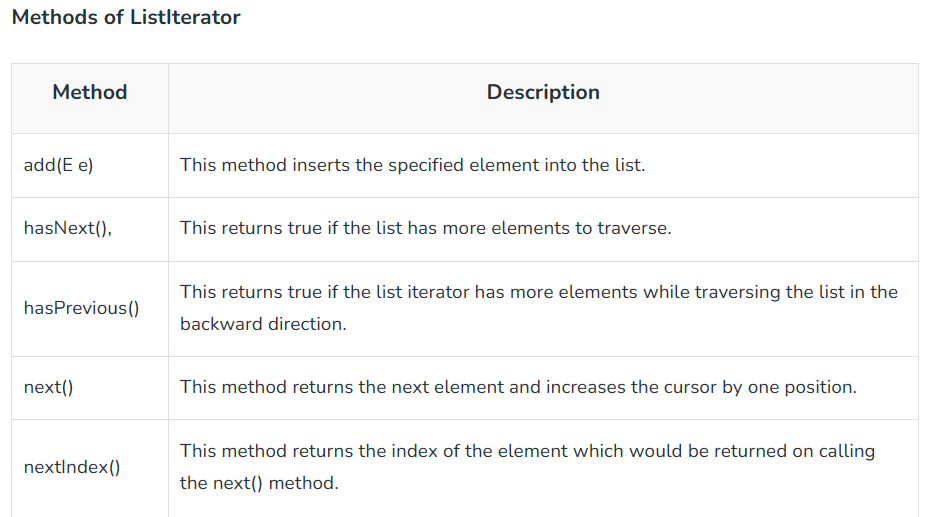 Methods of ListIterator
Method Description
add(E e) This method inserts the specified element into the list.
hasNext(), This returns true if the list has more elements to traverse.
hasPrevious() This returns true if the list iterator has more elements while traversing the list in the
backward direction.
next() This method returns the next element and increases the cursor by one position.
nextIndex() This method returns the index of the element which would be returned on calling
the next() method.